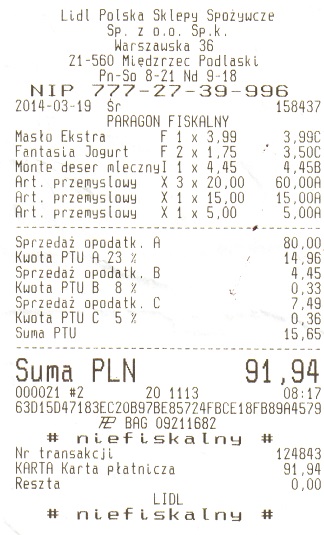 Lidl Polska Sklepy Spożywcze
Sp. z o.o. Sp.k.
Warszawska 36
21-560 Międzrzec Podlaski
Pn-So 8-21 Nd 9-18
NIP 777-27-39-996
2014-03-19 Śr 158437
PARAGON FISKALNY
Masło Ekstra F 1 x 3,99 3,99C
Fantasia Jogurt F 2 x 1,75 3,50C
Monte deser mlecznyI 1 x 4,45 4,45B
Art. przemyslowy X 3 x 20,00 60,00A
Art. przemyslowy X 1 x 15,00 15,00A
Art. przemyslowy X 1 x 5,00 5,00A
Sprzedaż opodatk. A 80,00
Kwota PTU A 23 % 14,96
Sprzedaż opodatk. B 4,45
Kwota PTU B 8 % 0,33
Sprzedaż opodatk. C 7,49
Kwota PTU C 5 % 0,36
Suma PTU 15,65
Suma PLN 91,94
000021 #2 20 1113 08:17
63D15D47183EC20B97BE85724FBCE18FB89A4579
BAG 09211682
# niefiskalny #
Nr transakcji 124843
KARTA Karta płatnicza 91,94
Reszta 0,00
LIDL
# niefiskalny #